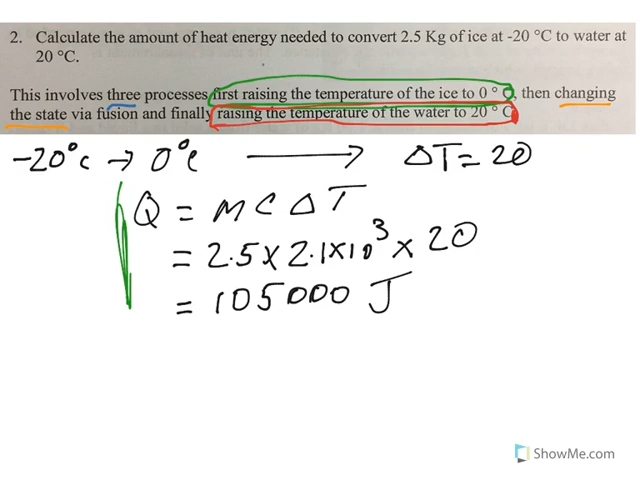 2. Calculate the amount of heat energy needed to convert 2.5 Kg of ice at -20 °C to water at
20 °C.
This involves three processes first raising the temperature of the ice to 0 ° C, then changing
the state via fusion and finally raising the temperature of the water to 20 ° C.
-20°c → 0°c ⟶ ΔT = 20
Q = M C Δ T
= 2.5 x 2.1x10³ x 20
= 105000 J
ShowMe.com